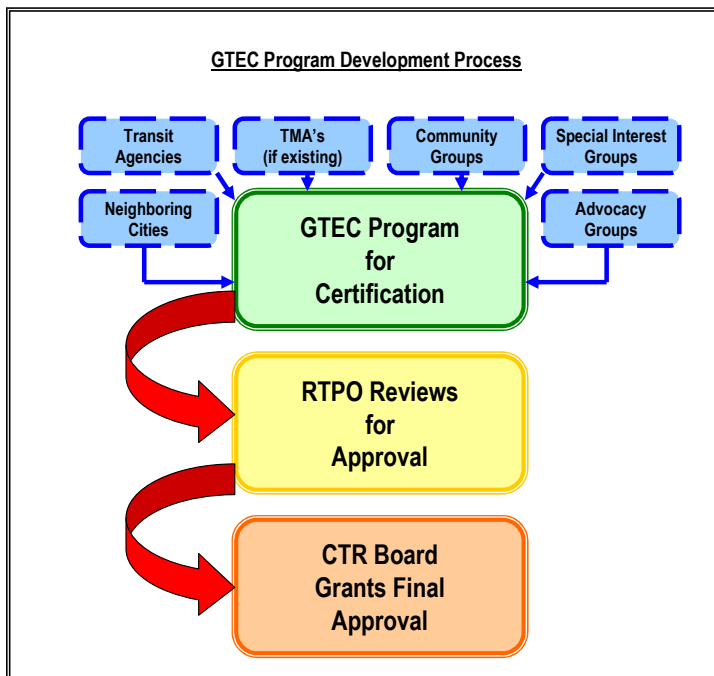 GTEC Program Development Process
Transit
Agencies
TMA's
(if existing)
Community
Groups
Special Interest
Groups
Neighboring
Cities
Advocacy
Groups
GTEC Program
for
Certification
RTPO Reviews
for
Approval
CTR Board
Grants Final
Approval